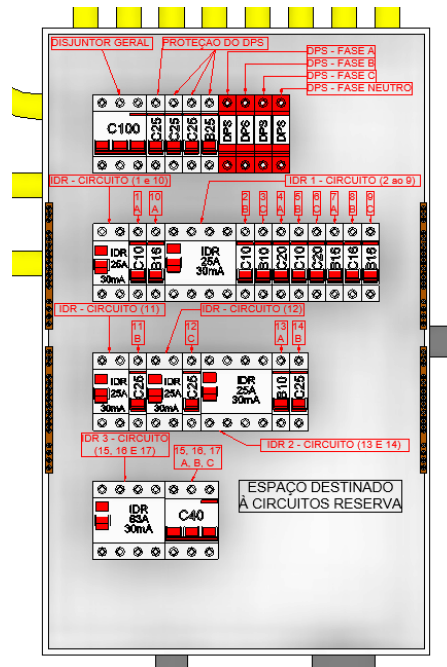 DISJUNTOR GERAL
PROTEÇÃO DO DPS
DPS - FASE A
DPS - FASE B
DPS - FASE C
DPS - FASE NEUTRO
C100
C25
C25
C25
B25
DPS
DPS
DPS
DPS
IDR - CIRCUITO (1 e 10)
IDR 1 - CIRCUITO (2 ao 9)
1
A
10
A
2
B
3
C
4
A
5
B
6
C
7
A
8
B
9
C
IDR
25A
30mA
C10
B16
IDR
25A
30mA
C10
B10
C20
C10
C20
B16
C16
B16
IDR - CIRCUITO (11)
IDR - CIRCUITO (12)
11
B
12
C
13
A
14
B
IDR
25A
30mA
C25
IDR
25A
30mA
C25
IDR
25A
30mA
B10
C25
IDR 3 - CIRCUITO
(15, 16 E 17)
15, 16, 17
A, B, C
IDR 2 - CIRCUITO (13 E 14)
IDR
63A
30mA
C40
ESPAÇO DESTINADO
À CIRCUITOS RESERVA